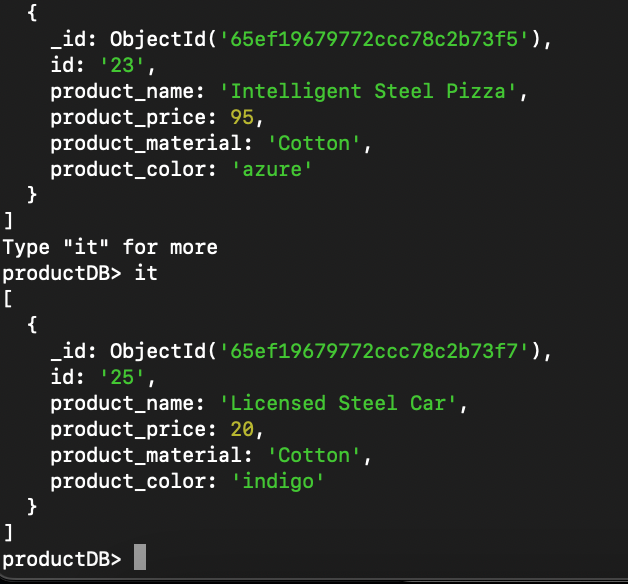 {
_id: ObjectId('65ef19679772ccc78c2b73f5'),
id: '23',
product_name: 'Intelligent Steel Pizza',
product_price: 95,
product_material: 'Cotton',
product_color: 'azure'
}
]
Type "it" for more
productDB> it
[
{
_id: ObjectId('65ef19679772ccc78c2b73f7'),
id: '25',
product_name: 'Licensed Steel Car',
product_price: 20,
product_material: 'Cotton',
product_color: 'indigo'
}
]
productDB>